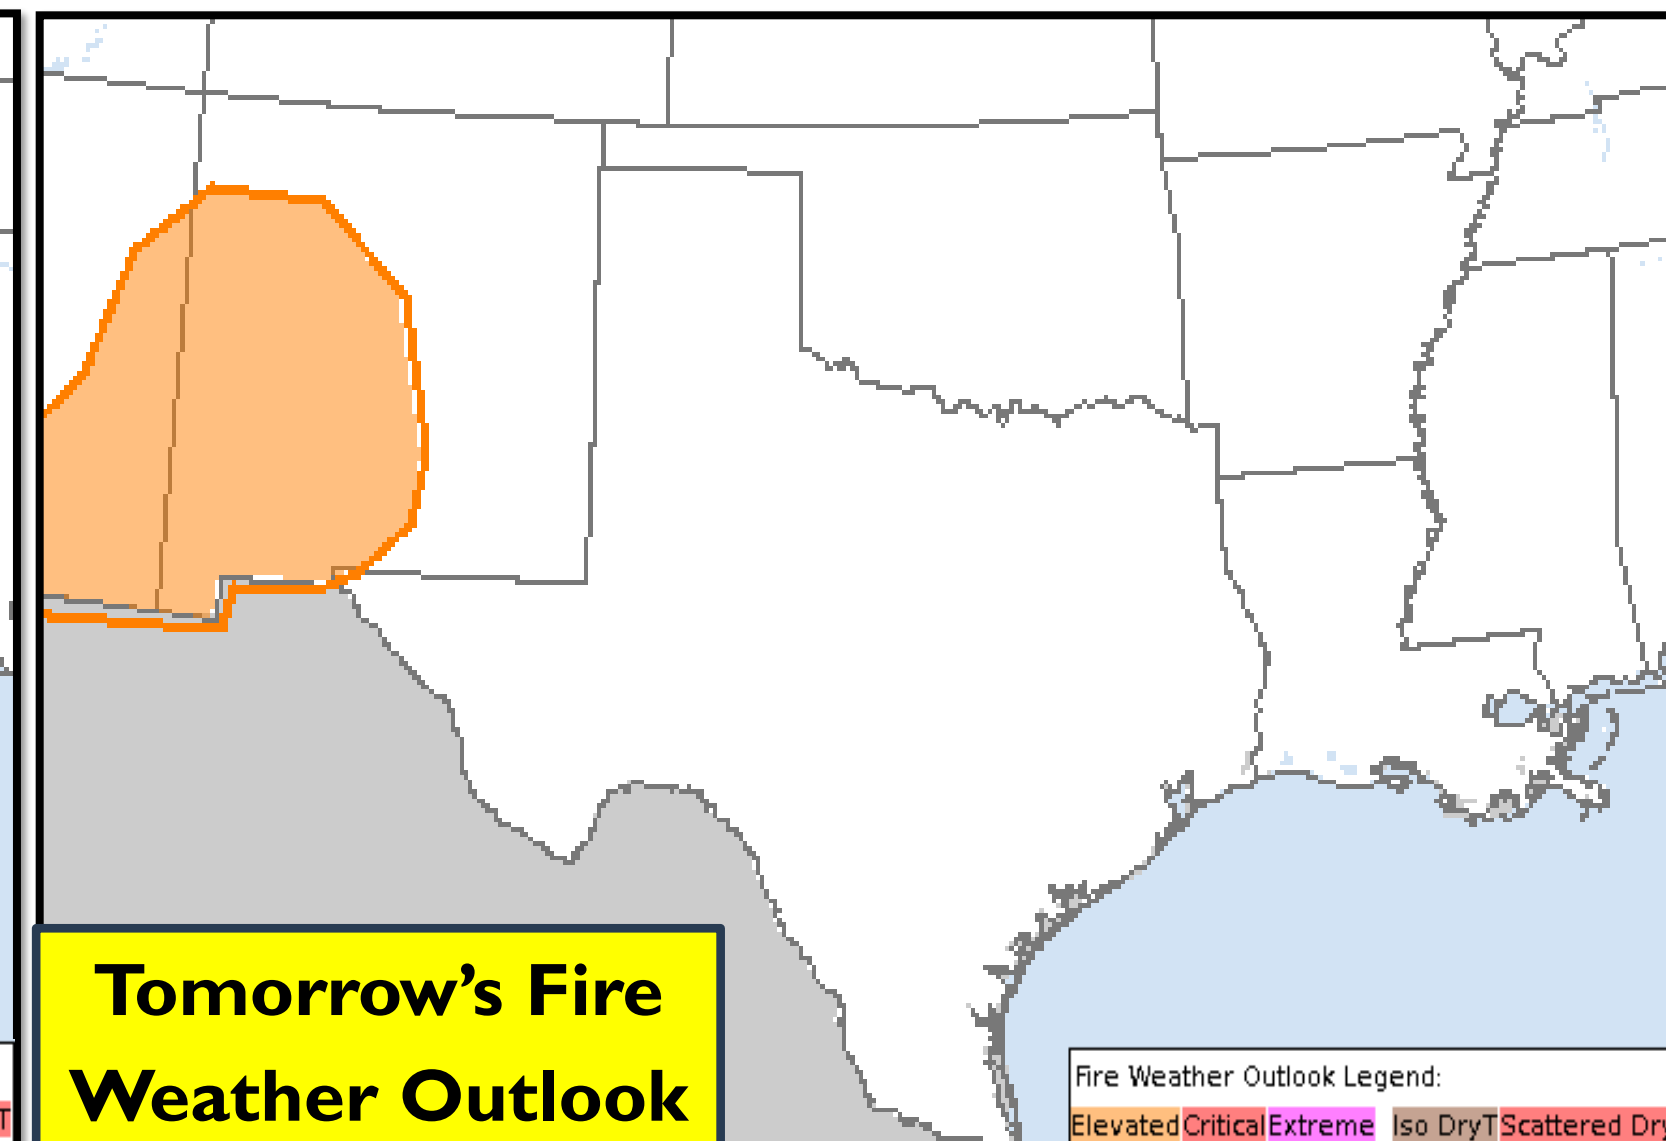 Tomorrow’s Fire
Weather Outlook
Fire Weather Outlook Legend:
Elevated Critical Extreme Iso DryT Scattered Dry
T